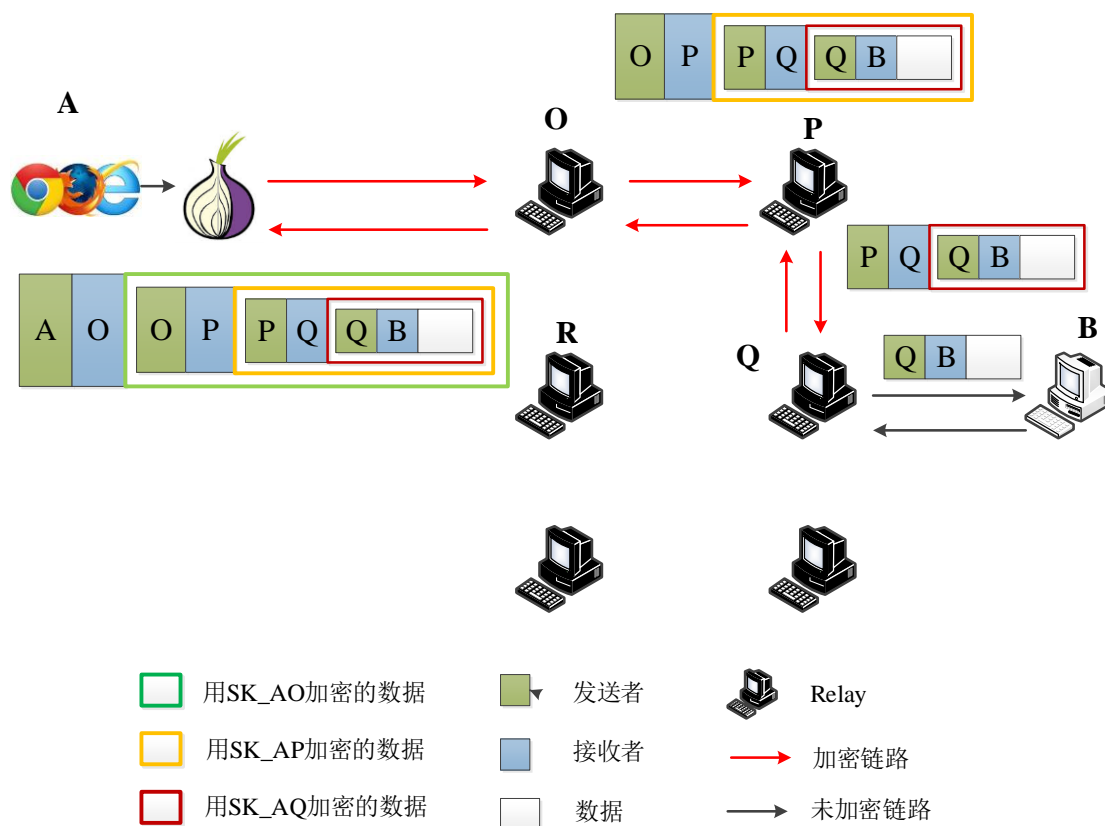 O P P Q Q B
A
O
P
P Q Q B
A O O P P Q Q B
R
Q
Q B
B
用SK_AO加密的数据
发送者
Relay
用SK_AP加密的数据
接收者
加密链路
用SK_AQ加密的数据
数据
未加密链路